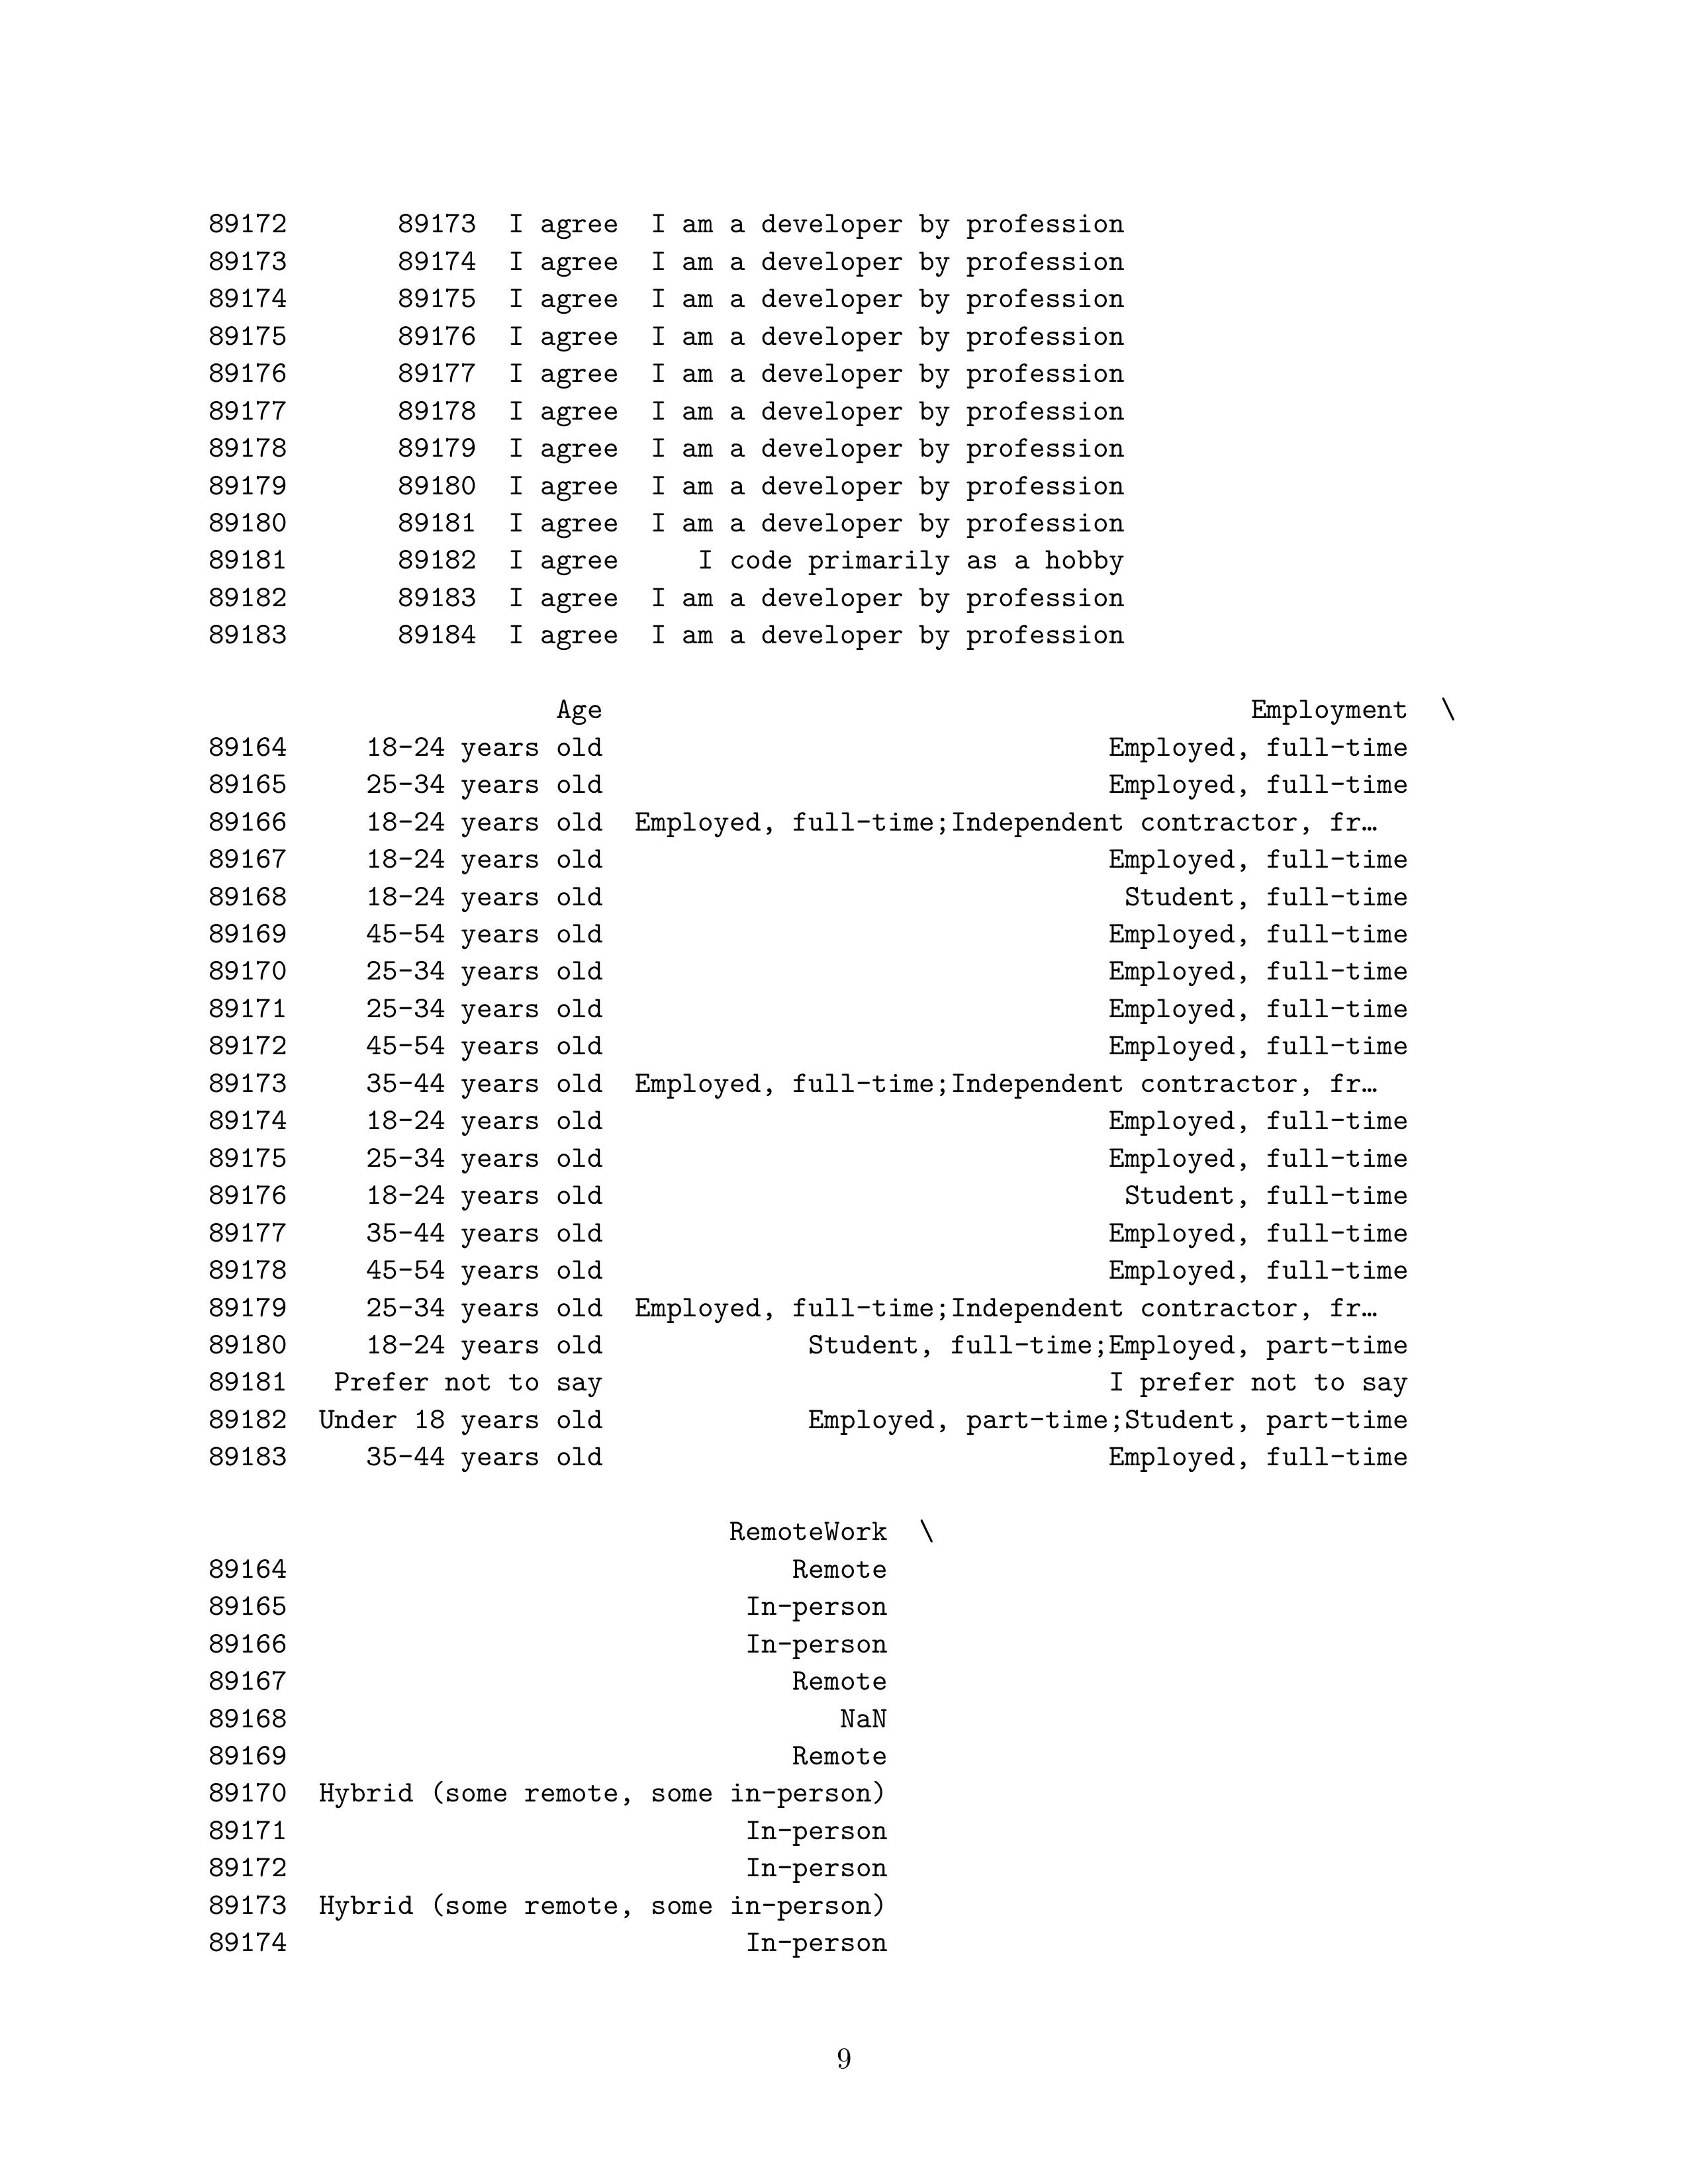 89172 89173 I agree I am a developer by profession
89173 89174 I agree I am a developer by profession
89174 89175 I agree I am a developer by profession
89175 89176 I agree I am a developer by profession
89176 89177 I agree I am a developer by profession
89177 89178 I agree I am a developer by profession
89178 89179 I agree I am a developer by profession
89179 89180 I agree I am a developer by profession
89180 89181 I agree I am a developer by profession
89181 89182 I agree I code primarily as a hobby
89182 89183 I agree I am a developer by profession
89183 89184 I agree I am a developer by profession
Age Employment \
89164 18-24 years old Employed, full-time
89165 25-34 years old Employed, full-time
89166 18-24 years old Employed, full-time;Independent contractor, fr…
89167 18-24 years old Employed, full-time
89168 18-24 years old Student, full-time
89169 45-54 years old Employed, full-time
89170 25-34 years old Employed, full-time
89171 25-34 years old Employed, full-time
89172 45-54 years old Employed, full-time
89173 35-44 years old Employed, full-time;Independent contractor, fr…
89174 18-24 years old Employed, full-time
89175 25-34 years old Employed, full-time
89176 18-24 years old Student, full-time
89177 35-44 years old Employed, full-time
89178 45-54 years old Employed, full-time
89179 25-34 years old Employed, full-time;Independent contractor, fr…
89180 18-24 years old Student, full-time;Employed, part-time
89181 Prefer not to say I prefer not to say
89182 Under 18 years old Employed, part-time;Student, part-time
89183 35-44 years old Employed, full-time
RemoteWork \
89164 Remote
89165 In-person
89166 In-person
89167 Remote
89168 NaN
89169 Remote
89170 Hybrid (some remote, some in-person)
89171 In-person
89172 In-person
89173 Hybrid (some remote, some in-person)
89174 In-person
9